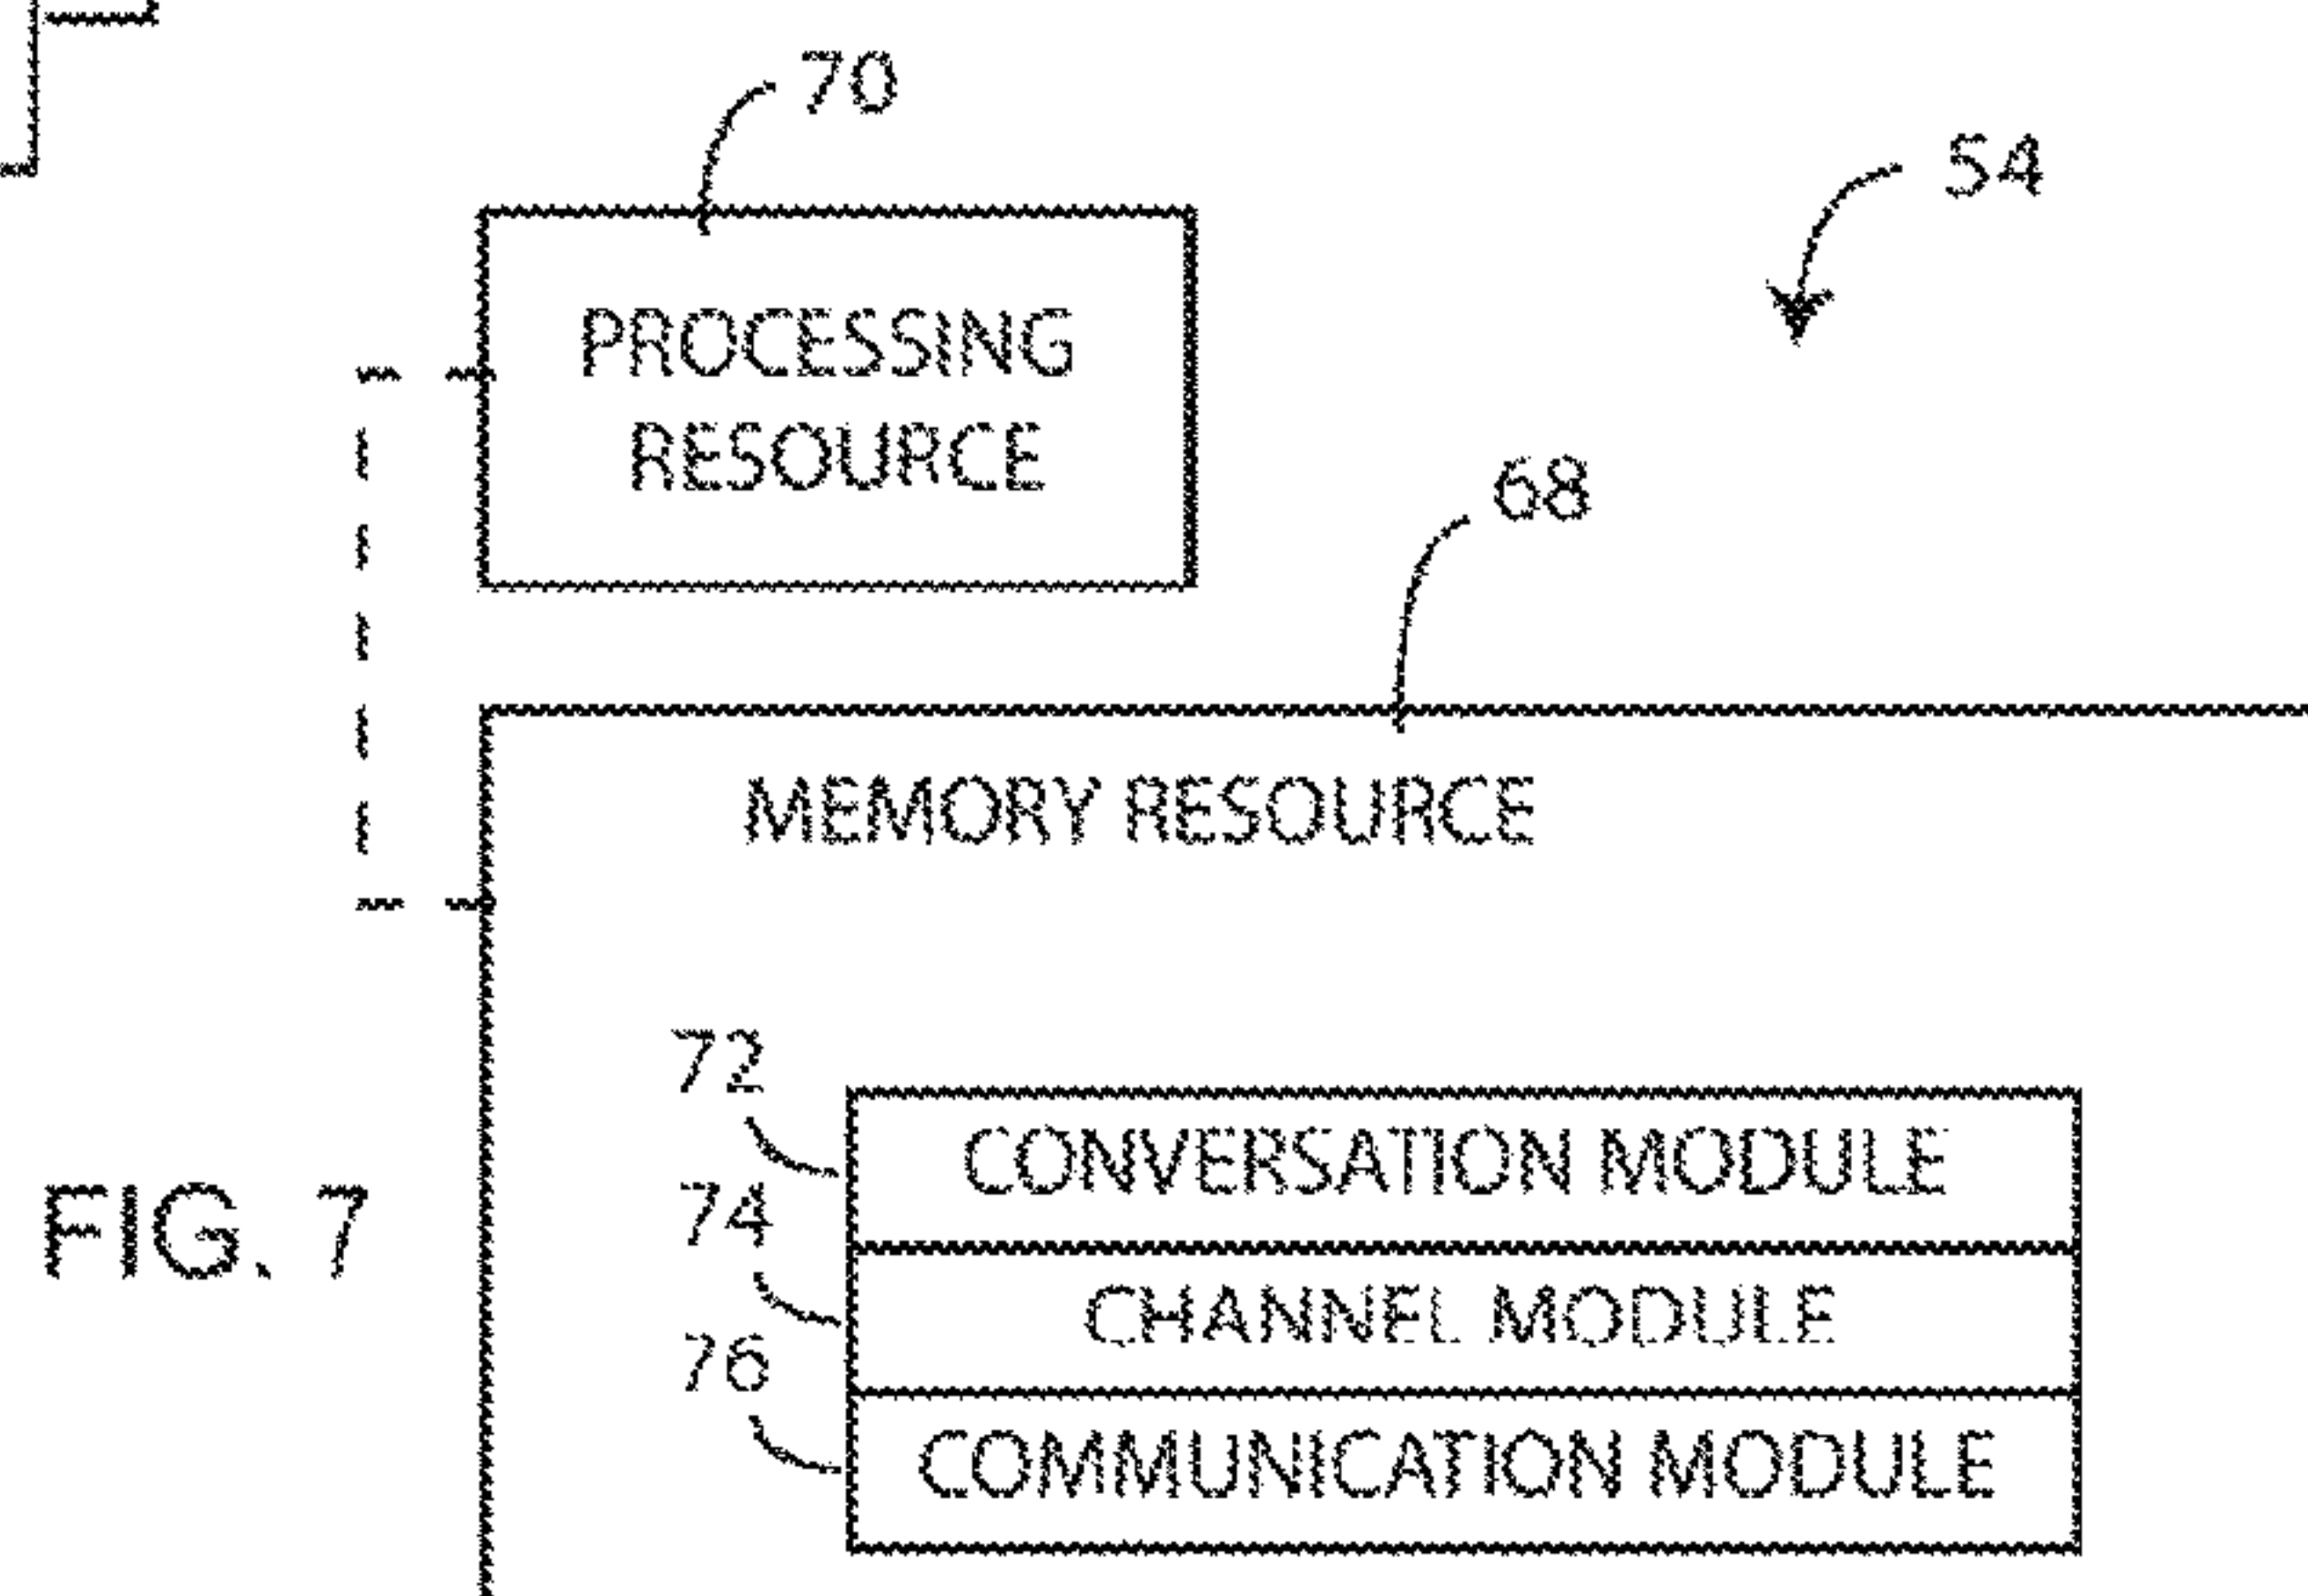 70
54
PROCESSING
RESOURCE
68
MEMORY RESOURCE
72
CONVERSATION MODULE
74
CHANNEL MODULE
76
COMMUNICATION MODULE
FIG. 7